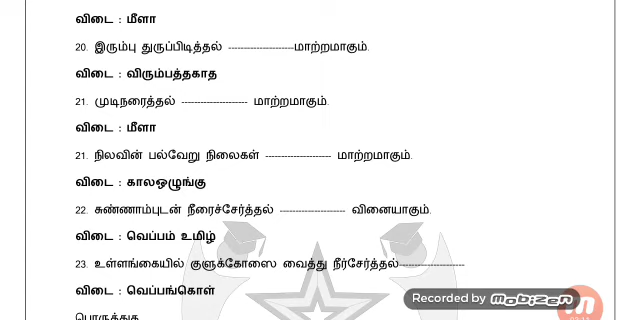 விடை : மீளா
20. இரும்பு துருப்பிடித்தல் ---------------------மாற்றமாகும்.
விடை : விரும்பத்தகாத
21. முடிநரைத்தல் --------------------- மாற்றமாகும்.
விடை : மீளா
21. நிலவின் பல்வேறு நிலைகள் --------------------- மாற்றமாகும்.
விடை : காலஒழுங்கு
22. சுண்ணாம்புடன் நீரைச்சேர்த்தல் --------------------- வினையாகும்.
விடை : வெப்பம் உமிழ்
23. உள்ளங்கையில் குளுக்கோஸை வைத்து நீர்சேர்த்தல்---------------------
விடை : வெப்பங்கொள்
பொருத்துக
Recorded by MOBIZEN